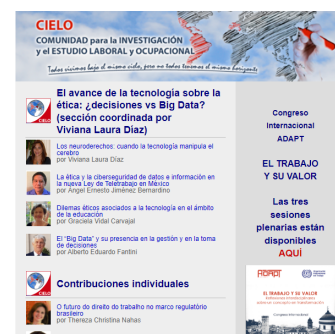 CIELO
COMUNIDAD para la INVESTIGACIÓN
y el ESTUDIO LABORAL y OCUPACIONAL
Todos vivimos bajo el mismo cielo, pero no todos tenemos el mismo horizonte
El avance de la tecnología sobre la
ética: ¿decisiones vs Big Data?
(sección coordinada por
Viviana Laura Díaz)
CIELO
Los neuroderechos: cuando la tecnología manipula el
cerebro
por Viviana Laura Díaz
La ética y la ciberseguridad de datos e información en
la nueva Ley de Teletrabajo en México
por Angel Ernesto Jiménez Bernardino
Dilemas éticos asociados a la tecnología en el ámbito
de la educación
por Graciela Vidal Carvajal
El "Big Data" y su presencia en la gestión y en la toma
de decisiones
por Alberto Eduardo Fantini
Contribuciones individuales
CIELO
O futuro do direito do trabalho no marco regulatório
brasileiro
por Thereza Christina Nahas
Congreso
Internacional
ADAPT
EL TRABAJO
Y SU VALOR
Las tres
sesiones
plenarias están
disponibles
AQUÍ
ADAPT
EL TRABAJO Y SU VALOR